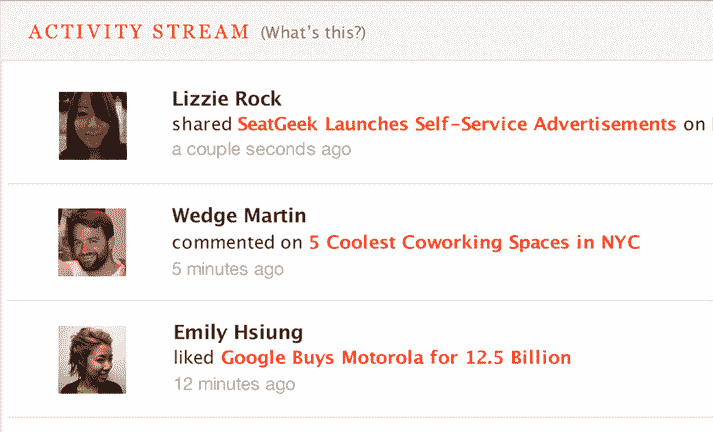 ACTIVITY STREAM (What's this?)
Lizzie Rock
shared SeatGeek Launches Self-Service Advertisements on
a couple seconds ago
Wedge Martin
commented on 5 Coolest Coworking Spaces in NYC
5 minutes ago
Emily Hsiung
liked Google Buys Motorola for 12.5 Billion
12 minutes ago